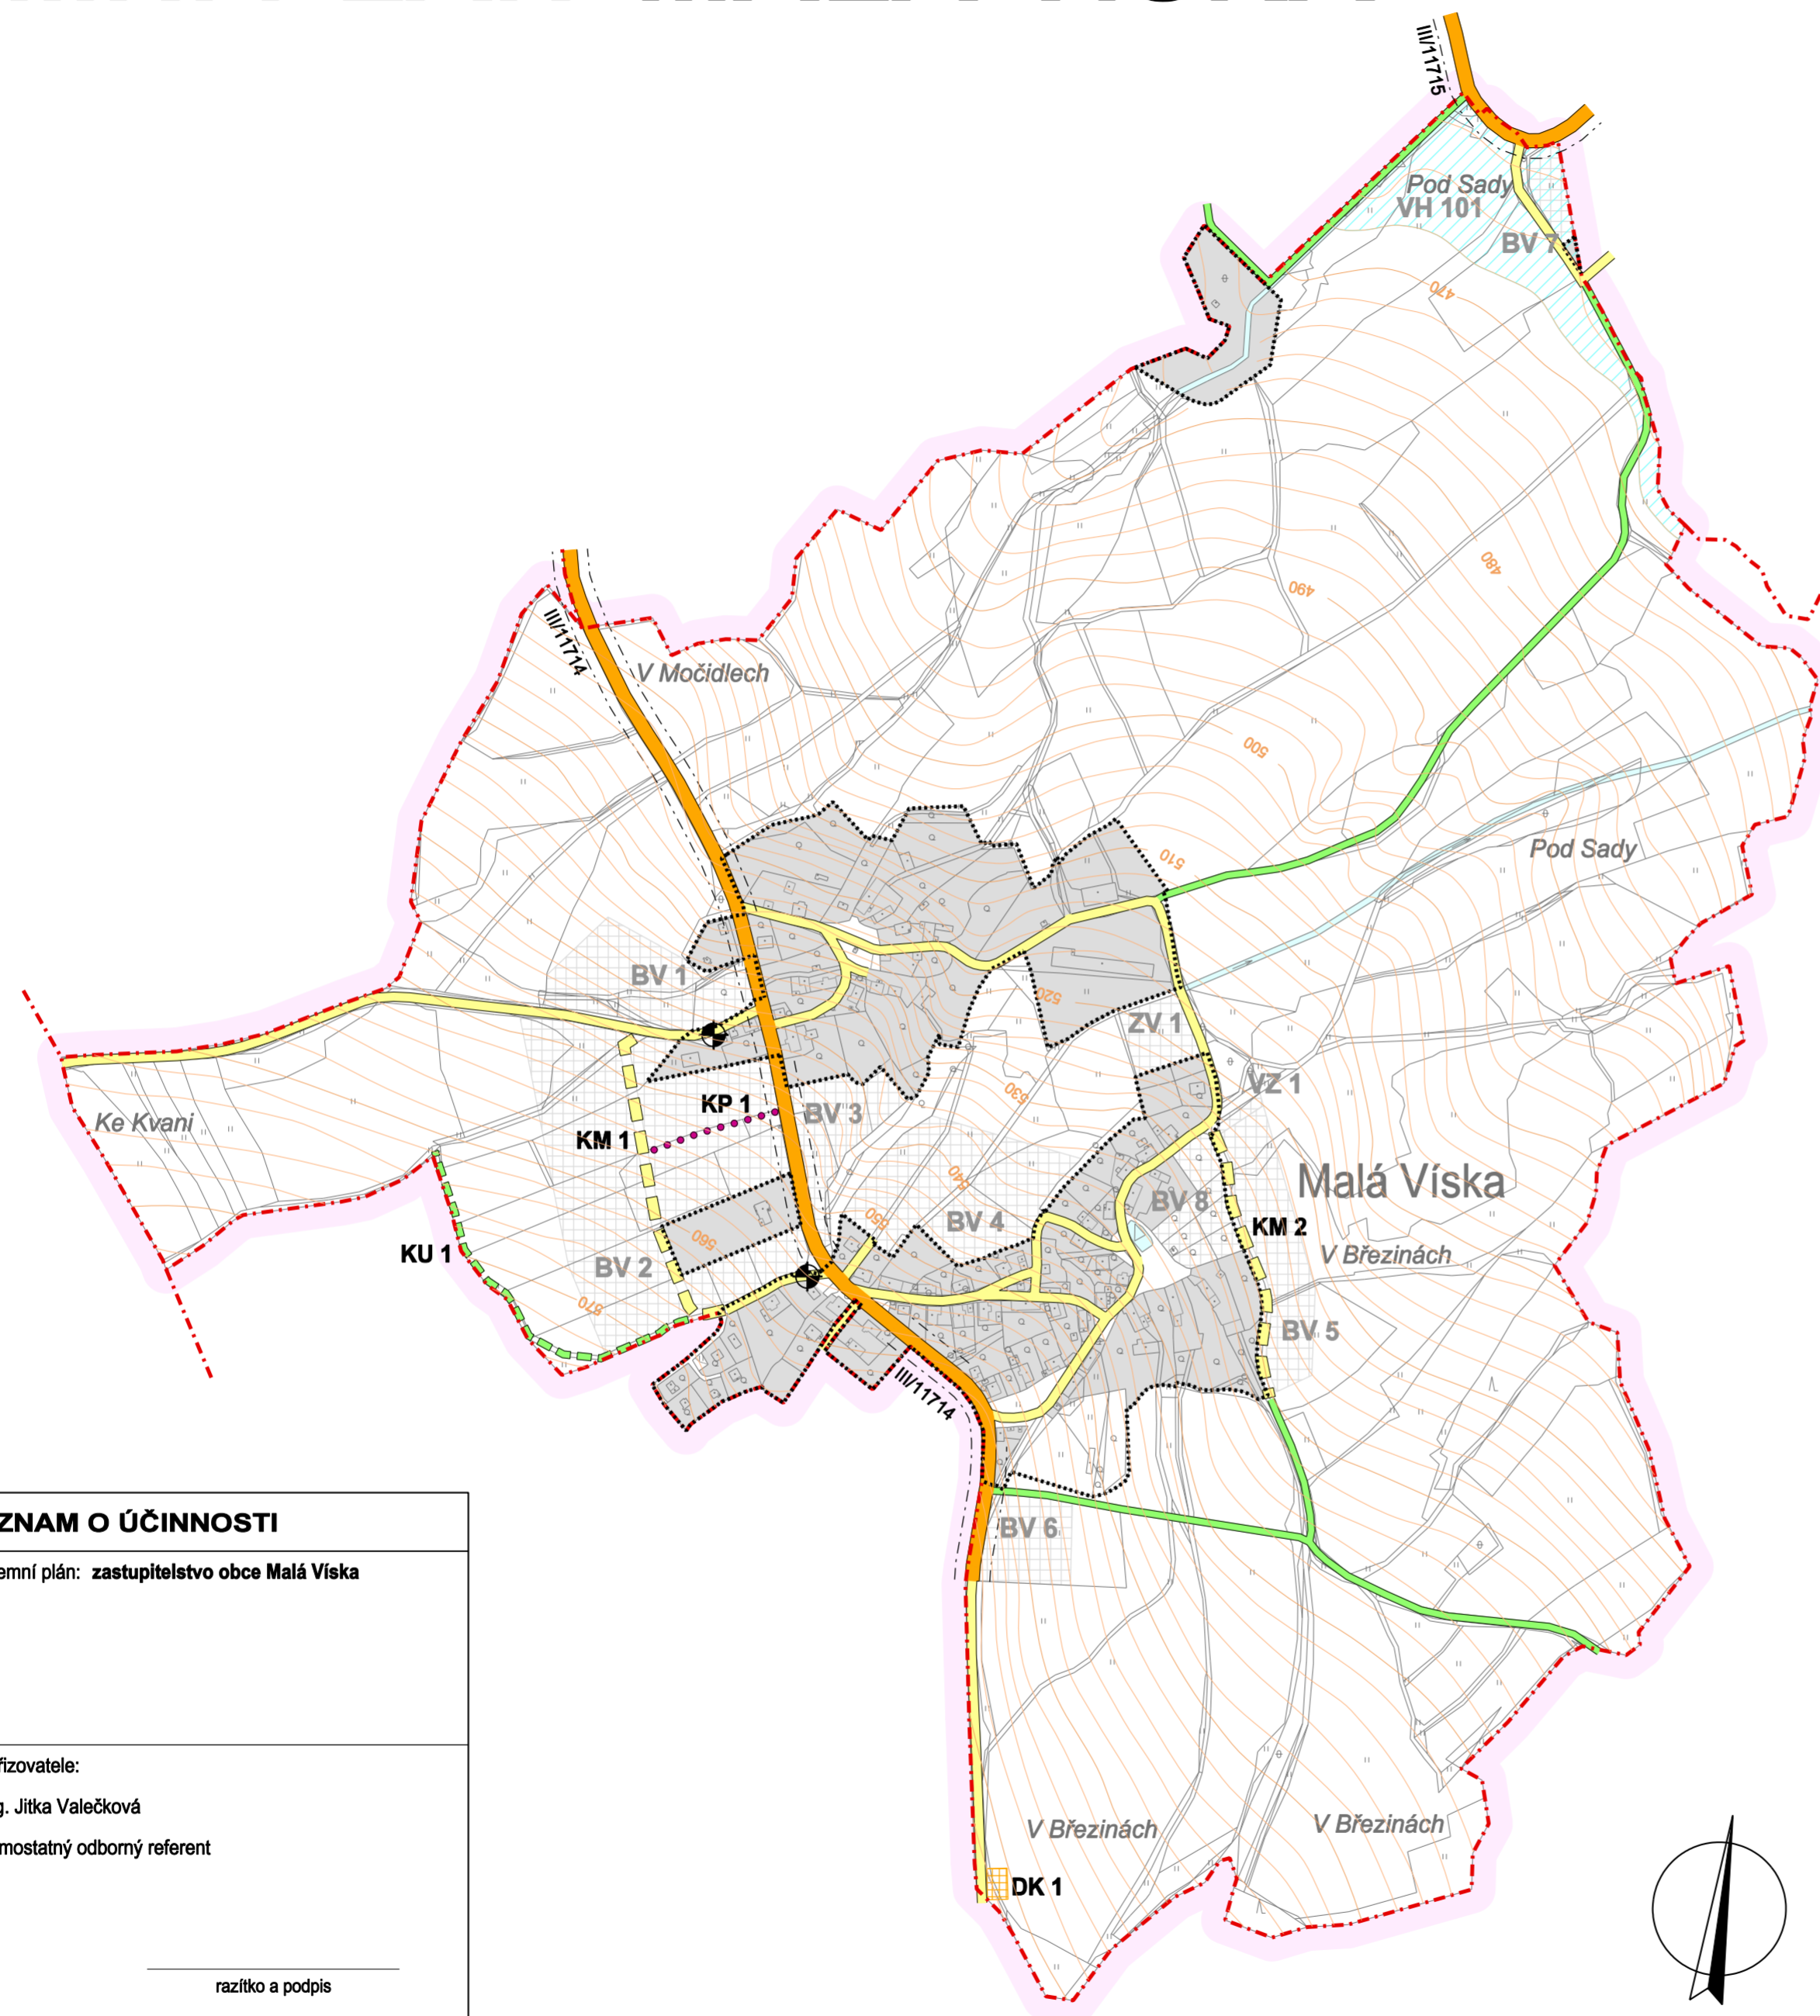 III/11715
Pod Sady
VH 101
BV 7
470
480
490
III/11714
V Močidlech
500
510
Pod Sady
BV 1
520
ZV 1
530
VZ 1
Ke Kvani
KP 1
BV 3
KM 1
540
Malá Víska
BV 8
BV 4
550
KM 2
560
KU 1
V Březinách
BV 2
570
BV 5
III/11714
BV 6
ZNAM O ÚČINNOSTI
emní plán: zastupitelstvo obce Malá Víska
řizovatele:
g. Jitka Valečková
mostatný odborný referent
V Březinách
V Březinách
DK 1
razítko a podpis